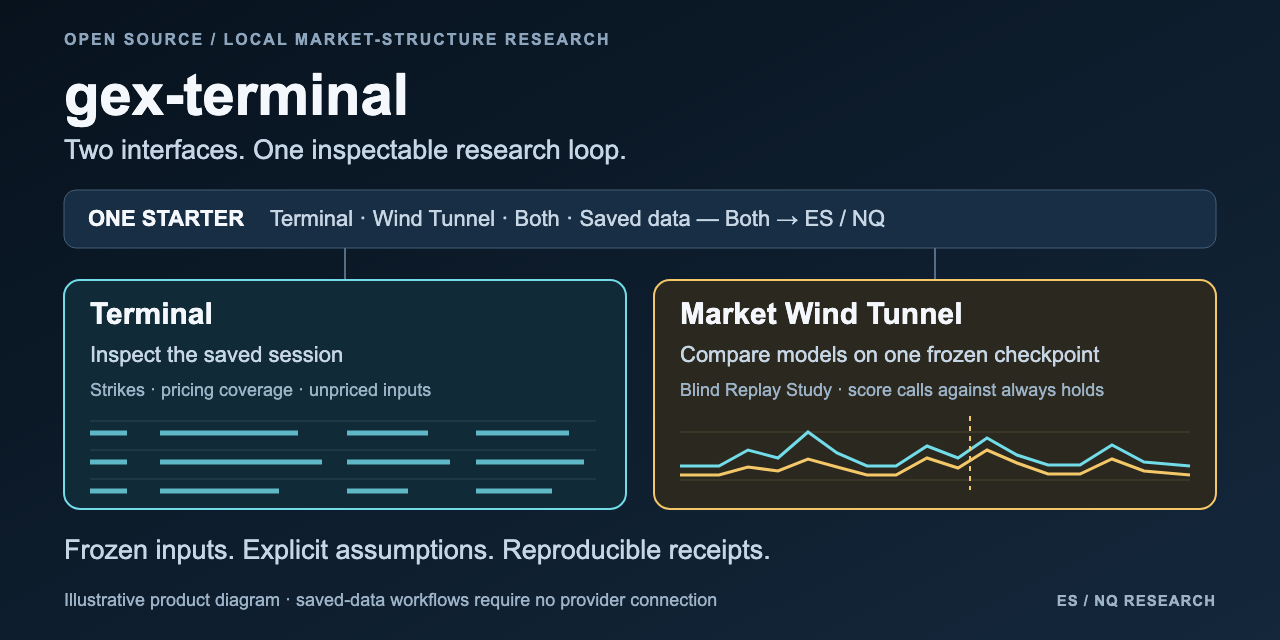 OPEN SOURCE / LOCAL MARKET-STRUCTURE RESEARCH
gex-terminal
Two interfaces. One inspectable research loop.
ONE STARTER Terminal · Wind Tunnel · Both · Saved data — Both → ES / NQ
Terminal
Inspect the saved session
Strikes · pricing coverage · unpriced inputs
Market Wind Tunnel
Compare models on one frozen checkpoint
Blind Replay Study · score calls against always holds
Frozen inputs. Explicit assumptions. Reproducible receipts.
Illustrative product diagram · saved-data workflows require no provider connection
ES / NQ RESEARCH